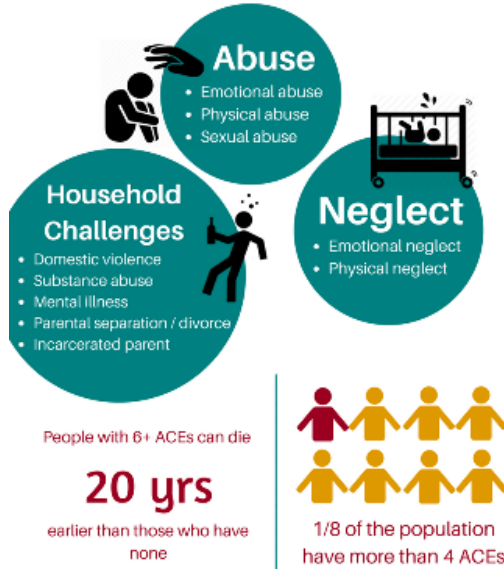 Abuse
• Emotional abuse
• Physical abuse
• Sexual abuse
Household
Challenges
• Domestic violence
• Substance abuse
• Mental illness
• Parental separation / divorce
• Incarcerated parent
Neglect
• Emotional neglect
• Physical neglect
People with 6+ ACEs can die
20 yrs
earlier than those who have
none
1/8 of the population
have more than 4 ACEs